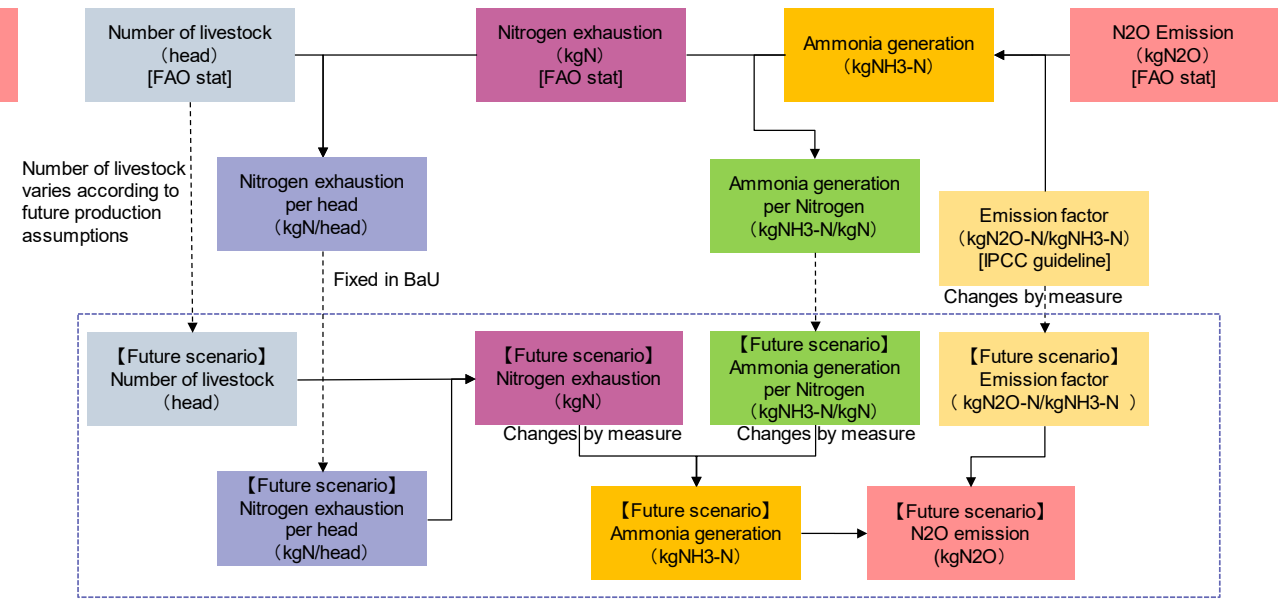 Number of livestock
（head）
[FAO stat]
Nitrogen exhaustion
（kgN）
[FAO stat]
Ammonia generation
（kgNH3-N）
N2O Emission
（kgN2O）
[FAO stat]
Number of livestock
varies according to
future production
assumptions
Nitrogen exhaustion
per head
（kgN/head）
Ammonia generation
per Nitrogen
（kgNH3-N/kgN）
Emission factor
（kgN2O-N/kgNH3-N）
[IPCC guideline]
Fixed in BaU
Changes by measure
【Future scenario】
Number of livestock
（head）
【Future scenario】
Nitrogen exhaustion
（kgN）
【Future scenario】
Ammonia generation
per Nitrogen
（kgNH3-N/kgN）
【Future scenario】
Emission factor
（ kgN2O-N/kgNH3-N ）
Changes by measure
Changes by measure
【Future scenario】
Nitrogen exhaustion
per head
（kgN/head）
【Future scenario】
Ammonia generation
（kgNH3-N）
【Future scenario】
N2O emission
(kgN2O）